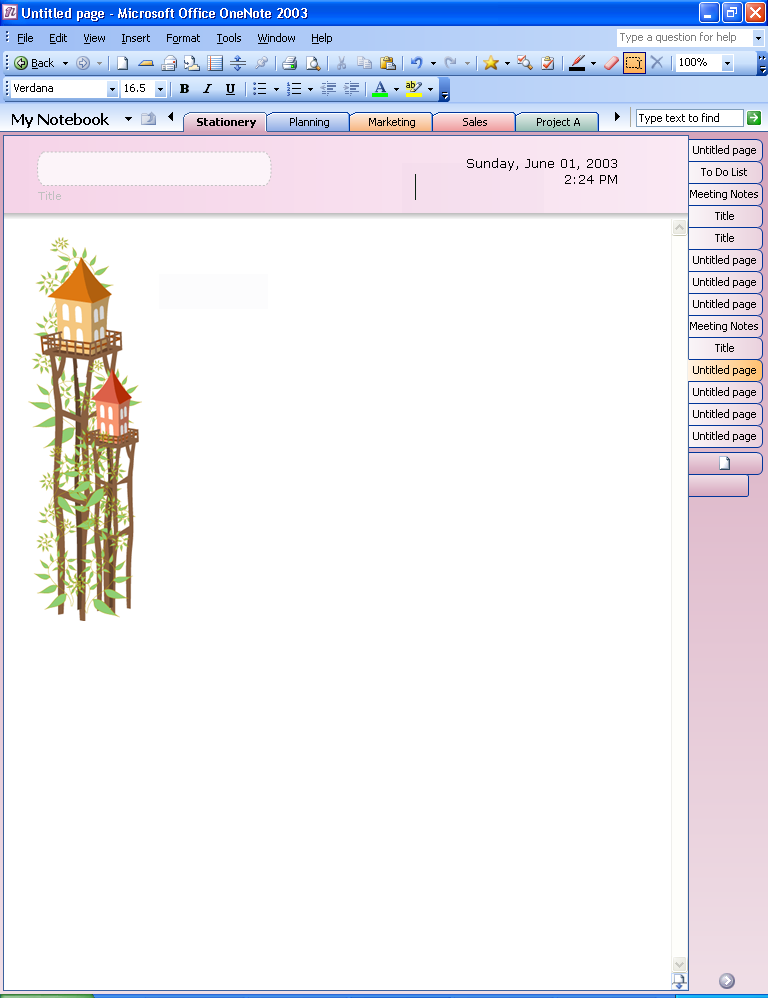 Untitled page - Microsoft Office OneNote 2003
File Edit View Insert Format Tools Window Help Type a question for help
Back 100%
Verdana 16.5 B I U A ab
My Notebook Stationery Planning Marketing Sales Project A Type text to find
Sunday, June 01, 2003
2:24 PM
Title
Untitled page
To Do List
Meeting Notes
Title
Title
Untitled page
Untitled page
Untitled page
Meeting Notes
Title
Untitled page
Untitled page
Untitled page
Untitled page